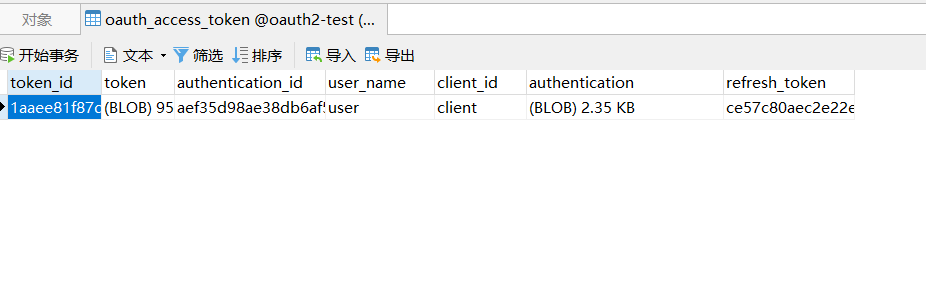 对象 oauth_access_token @oauth2-test (...
开始事务 文本 筛选 排序 导入 导出
token_id token authentication_id user_name client_id authentication refresh_token
1aaee81f87c (BLOB) 95 aef35d98ae38db6af5 user client (BLOB) 2.35 KB ce57c80aec2e22e